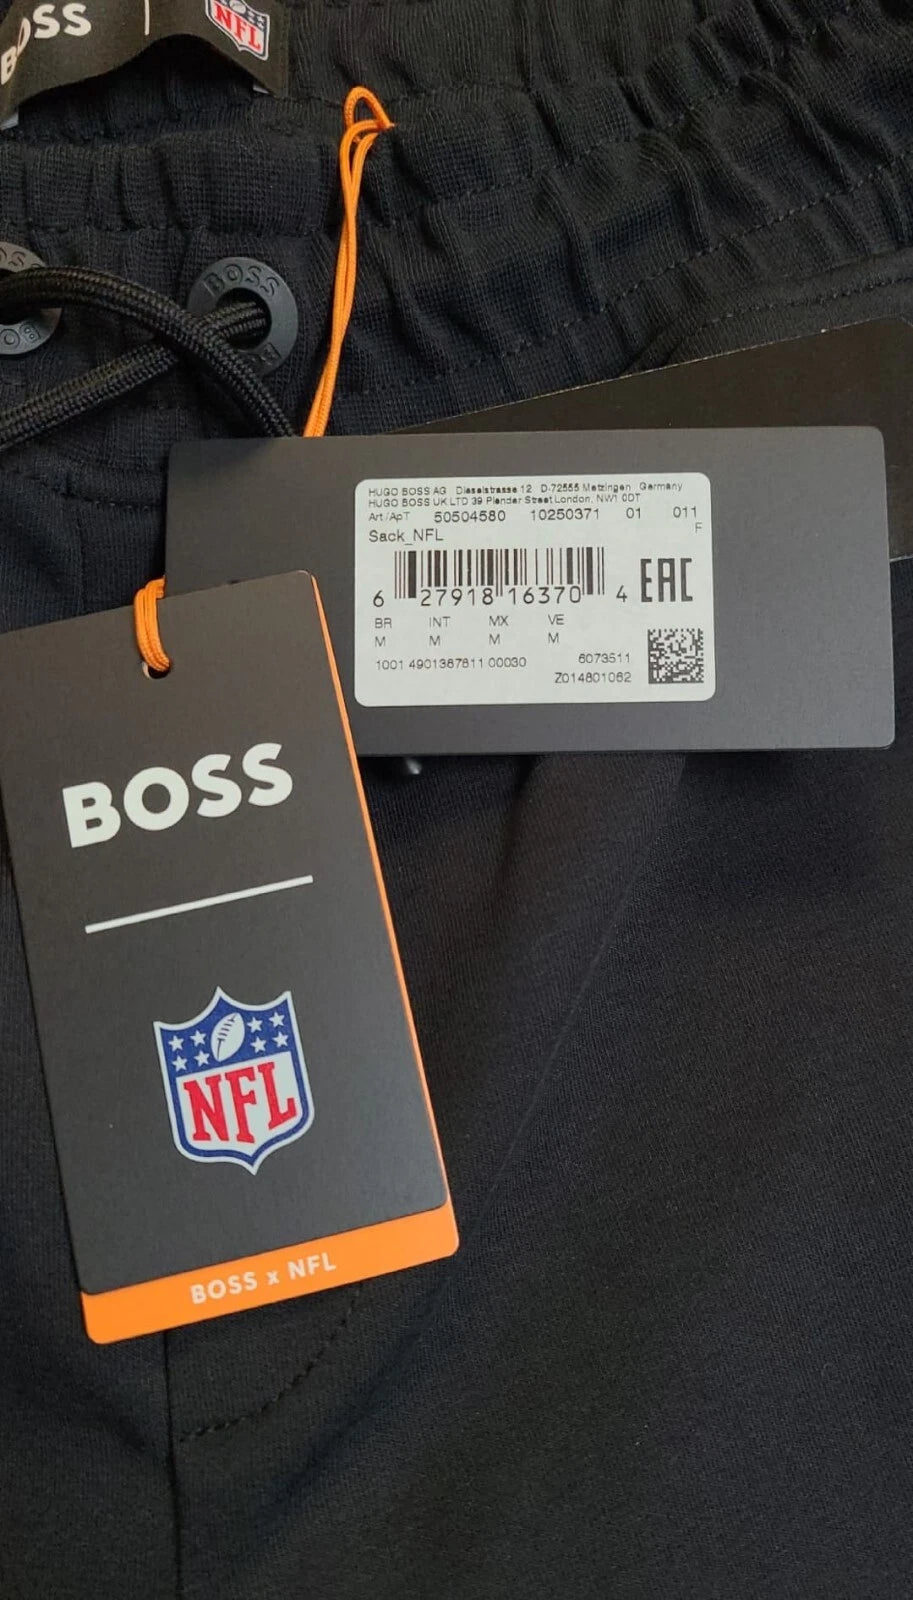 BOSS
NFL
BOSS
BOSS
HUGO BOSS AG Dieselstrasse 12 D-72555 Metzingen Germany
HUGO BOSS UK LTD 39 Plender Street London, NW1 0DT
Art/ApT 50504580 10250371 01 011
F
Sack_NFL
6 27918 16370 4 EAC
BR INT MX VE
M M M M
1001 4901367811 00030 6073511
Z014801062
BOSS
NFL
BOSS x NFL